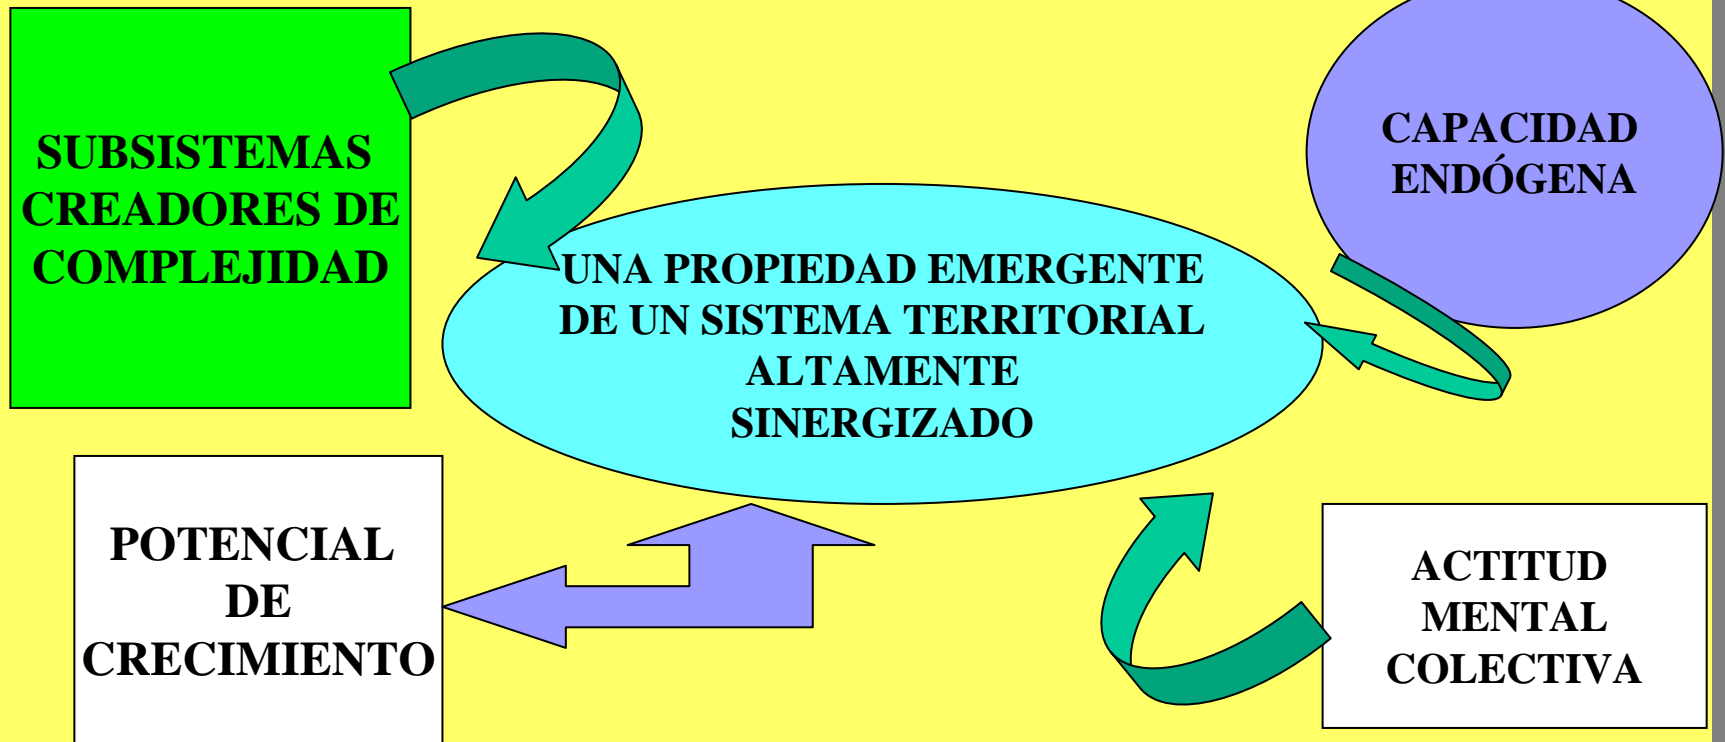 SUBSISTEMAS
CREADORES DE
COMPLEJIDAD
CAPACIDAD
ENDÓGENA
UNA PROPIEDAD EMERGENTE
DE UN SISTEMA TERRITORIAL
ALTAMENTE
SINERGIZADO
POTENCIAL
DE
CRECIMIENTO
ACTITUD
MENTAL
COLECTIVA